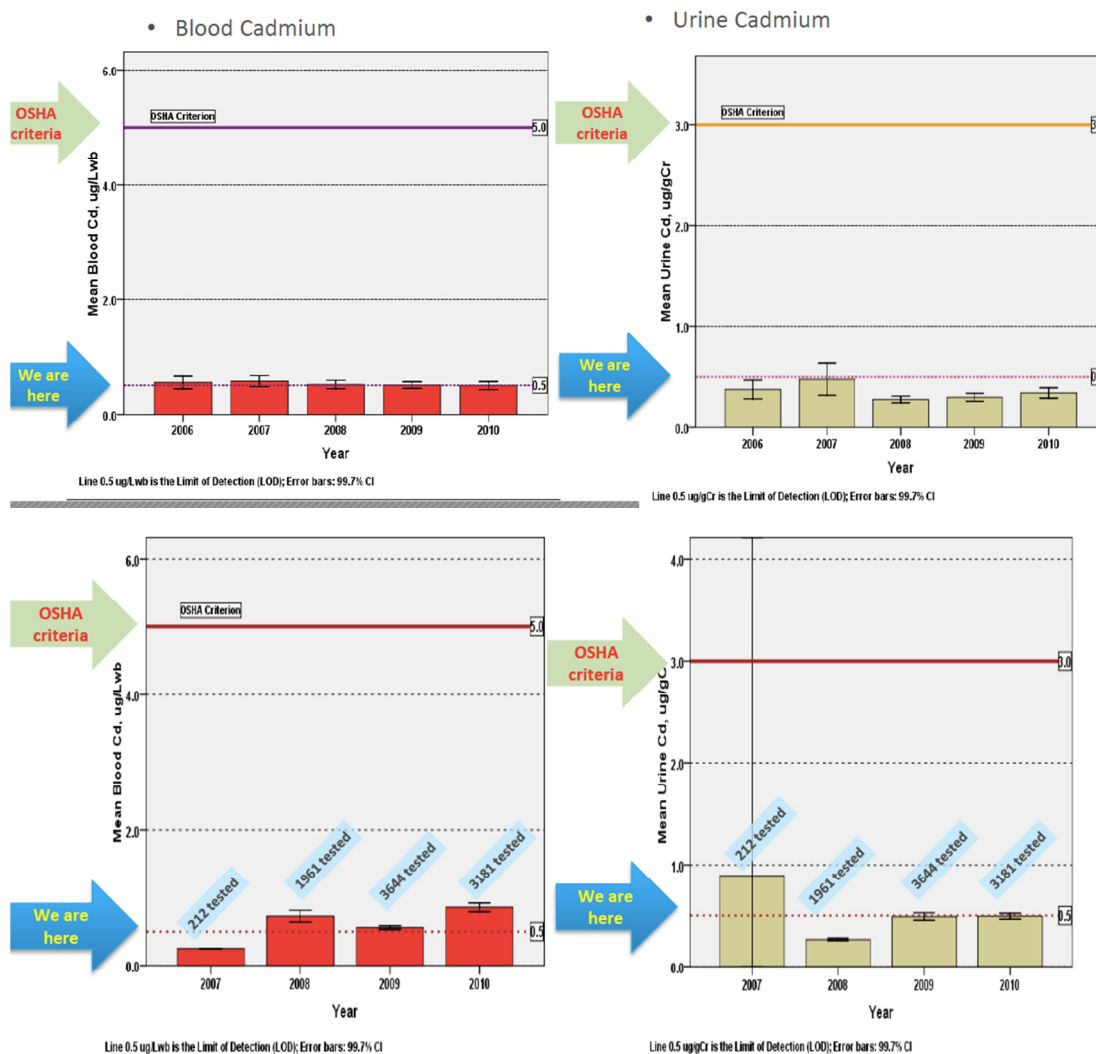 • Blood Cadmium
• Urine Cadmium
OSHA
criteria
We are
here
Mean Blood Cd, ug/Lwb
6.0
4.0
2.0
0.0
OSHA Criterion
5.0
0.5
2006 2007 2008 2009 2010
Year
Line 0.5 ug/Lwb is the Limit of Detection (LOD); Error bars: 99.7% CI
OSHA
criteria
We are
here
Mean Urine Cd, ug/gCr
3.0
2.0
1.0
0.0
OSHA Criterion
3
0
2006 2007 2008 2009 2010
Year
Line 0.5 ug/gCr is the Limit of Detection (LOD); Error bars: 99.7% CI
OSHA
criteria
We are
here
Mean Blood Cd, ug/Lwb
6.0
4.0
2.0
0.0
OSHA Criterion
5.0
0.5
212 tested
1961 tested
3644 tested
3181 tested
2007 2008 2009 2010
Year
Line 0.5 ug/Lwb is the Limit of Detection (LOD); Error bars: 99.7% CI
OSHA
criteria
We are
here
Mean Urine Cd, ug/gC
4.0
3.0
2.0
1.0
0.0
3.0
0.5
212 tested
1961 tested
3644 tested
3181 tested
2007 2008 2009 2010
Year
Line 0.5 ug/gCr is the Limit of Detection (LOD); Error bars: 99.7% CI